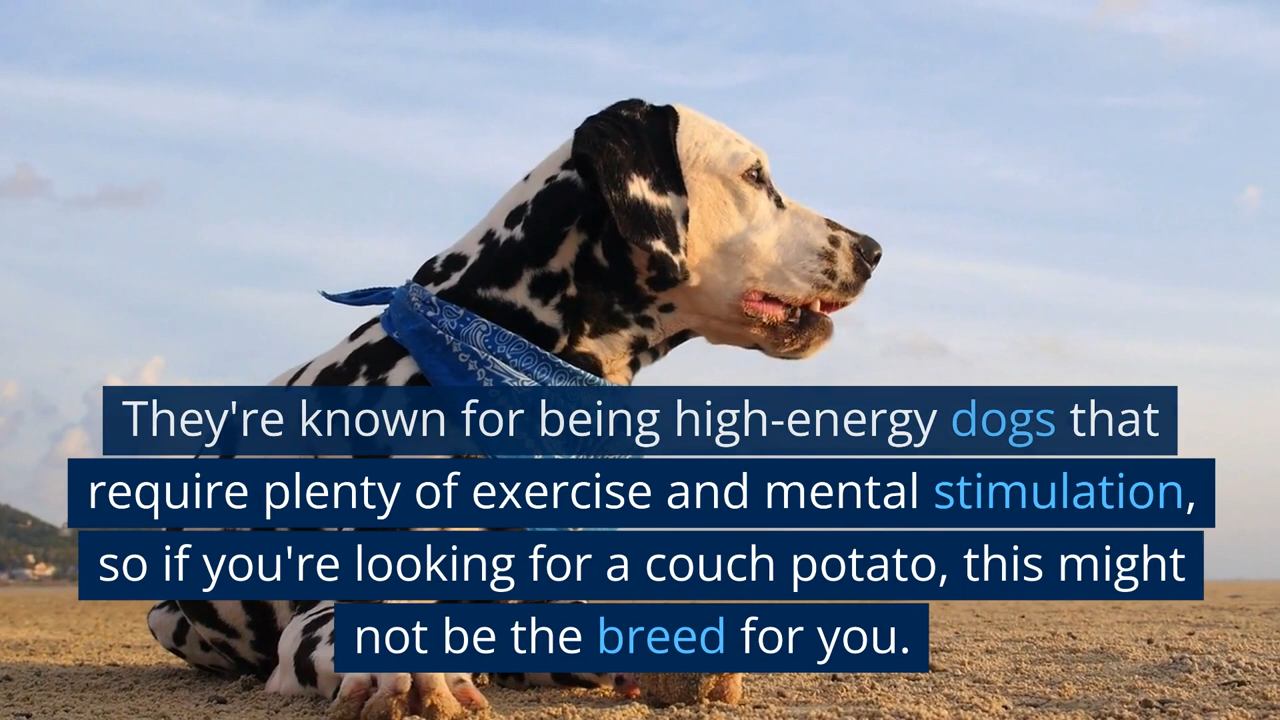 They're known for being high-energy dogs that
require plenty of exercise and mental stimulation,
so if you're looking for a couch potato, this might
not be the breed for you.